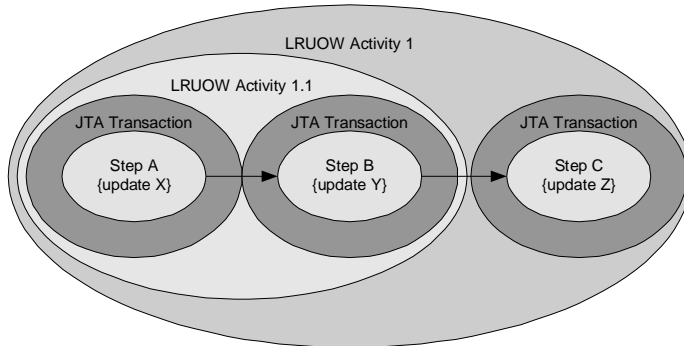 LRUOW Activity 1
LRUOW Activity 1.1
JTA Transaction
Step A
{update X}
JTA Transaction
Step B
{update Y}
JTA Transaction
Step C
{update Z}